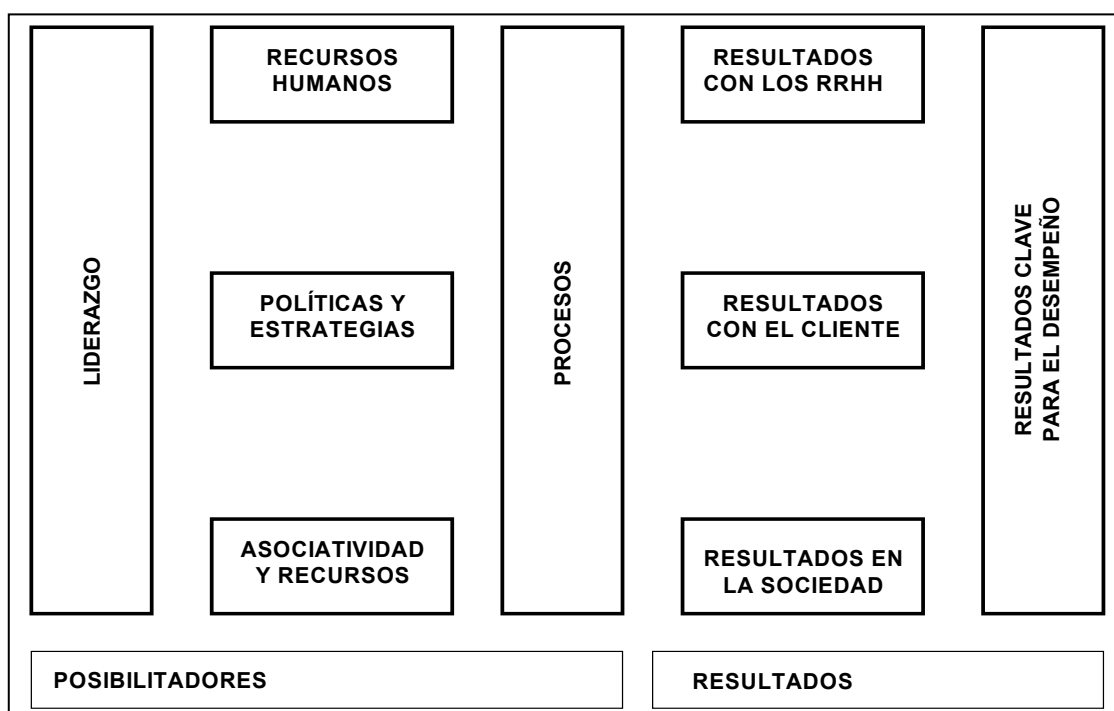 LIDERAZGO
RECURSOS
HUMANOS
POLÍTICAS Y
ESTRATEGIAS
ASOCIATIVIDAD
Y RECURSOS
PROCESOS
RESULTADOS
CON LOS RRHH
RESULTADOS
CON EL CLIENTE
RESULTADOS EN
LA SOCIEDAD
RESULTADOS CLAVE
PARA EL DESEMPEÑO
POSIBILITADORES
RESULTADOS